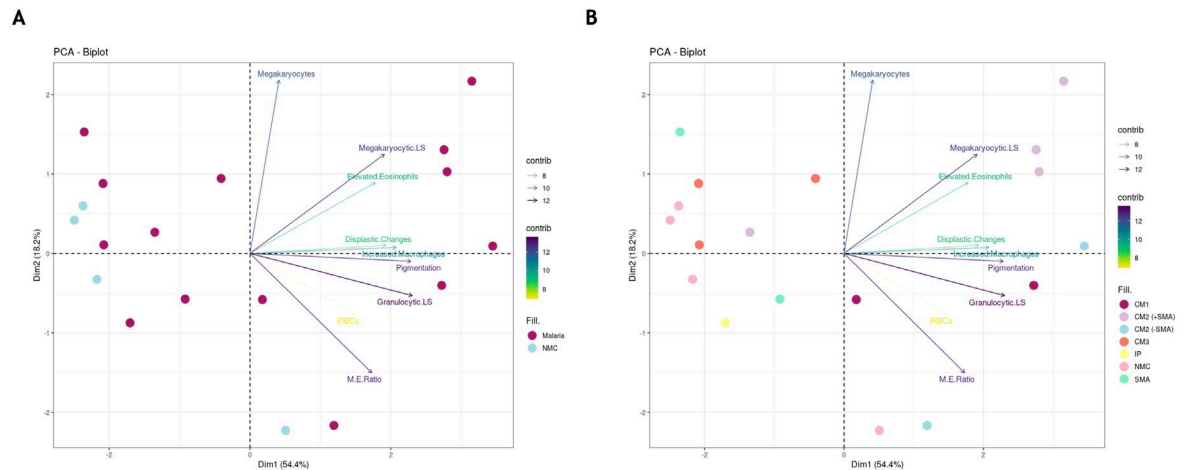 A
PCA - Biplot
Megakaryocytes
Megakaryocytic.LS
Elevated.Eosinophils
Displastic.Changes
Increased.Macrophages
Pigmentation
Granulocytic.LS
iRBCs
M.E.Ratio
2
1
0
-1
-2
Dim2 (18.2%)
-2
0
2
Dim1 (54.4%)
contrib
8
10
12
contrib
12
10
8
Fill.
Malaria
NMC
B
PCA - Biplot
Megakaryocytes
Megakaryocytic.LS
Elevated.Eosinophils
Displastic.Changes
Increased.Macrophages
Pigmentation
Granulocytic.LS
iRBCs
M.E.Ratio
2
1
0
-1
-2
Dim2 (18.2%)
-2
0
2
Dim1 (54.4%)
contrib
8
10
12
contrib
12
10
8
Fill.
CM1
CM2 (+SMA)
CM2 (-SMA)
CM3
IP
NMC
SMA